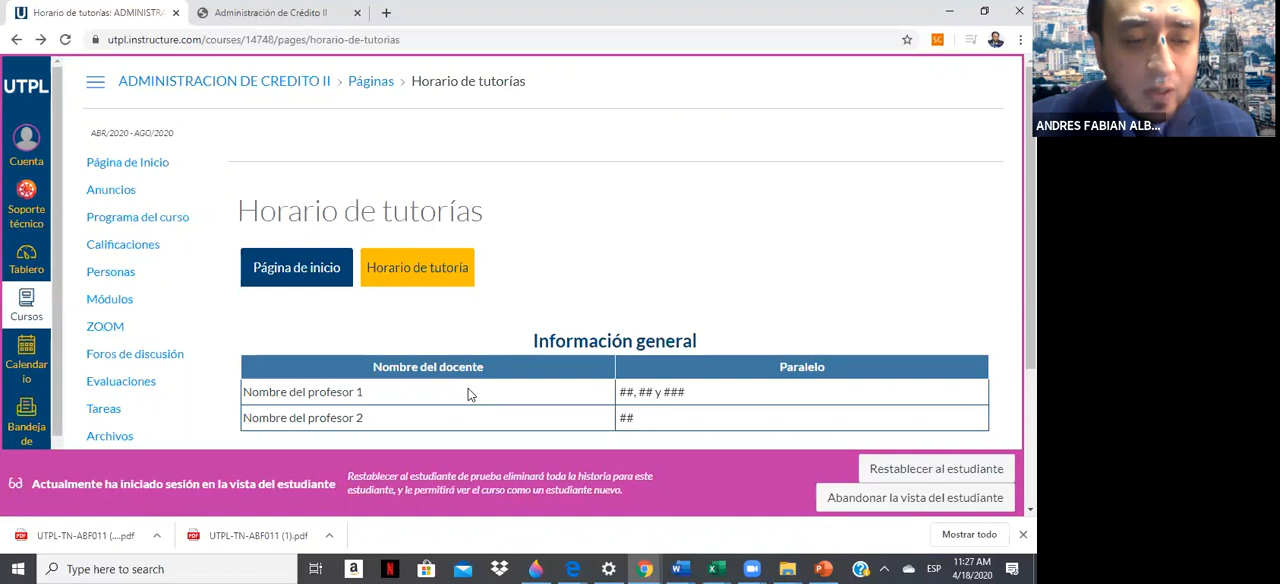 Horario de tutorías: ADMINISTRA
Administración de Crédito II
utpl.instructure.com/courses/14748/pages/horario-de-tutorias
SC
ANDRES FABIAN ALB...
UTPL
ADMINISTRACION DE CREDITO II > Páginas > Horario de tutorías
Cuenta
Soporte
técnico
Tablero
Cursos
Calendar
io
Bandeja
de
ABR/2020 - AGO/2020
Página de Inicio
Anuncios
Programa del curso
Calificaciones
Personas
Módulos
ZOOM
Foros de discusión
Evaluaciones
Tareas
Archivos
Horario de tutorías
Página de inicio
Horario de tutoría
Información general
Nombre del docente Paralelo
Nombre del profesor 1 ##, ## y ###
Nombre del profesor 2 ##
Actualmente ha iniciado sesión en la vista del estudiante
Restablecer al estudiante de prueba eliminará toda la historia para este
estudiante, y le permitirá ver el curso como un estudiante nuevo.
Restablecer al estudiante
Abandonar la vista del estudiante
UTPL-TN-ABF011 (....pdf
UTPL-TN-ABF011 (1).pdf
Mostrar todo
Type here to search
ESP
11:27 AM
4/18/2020